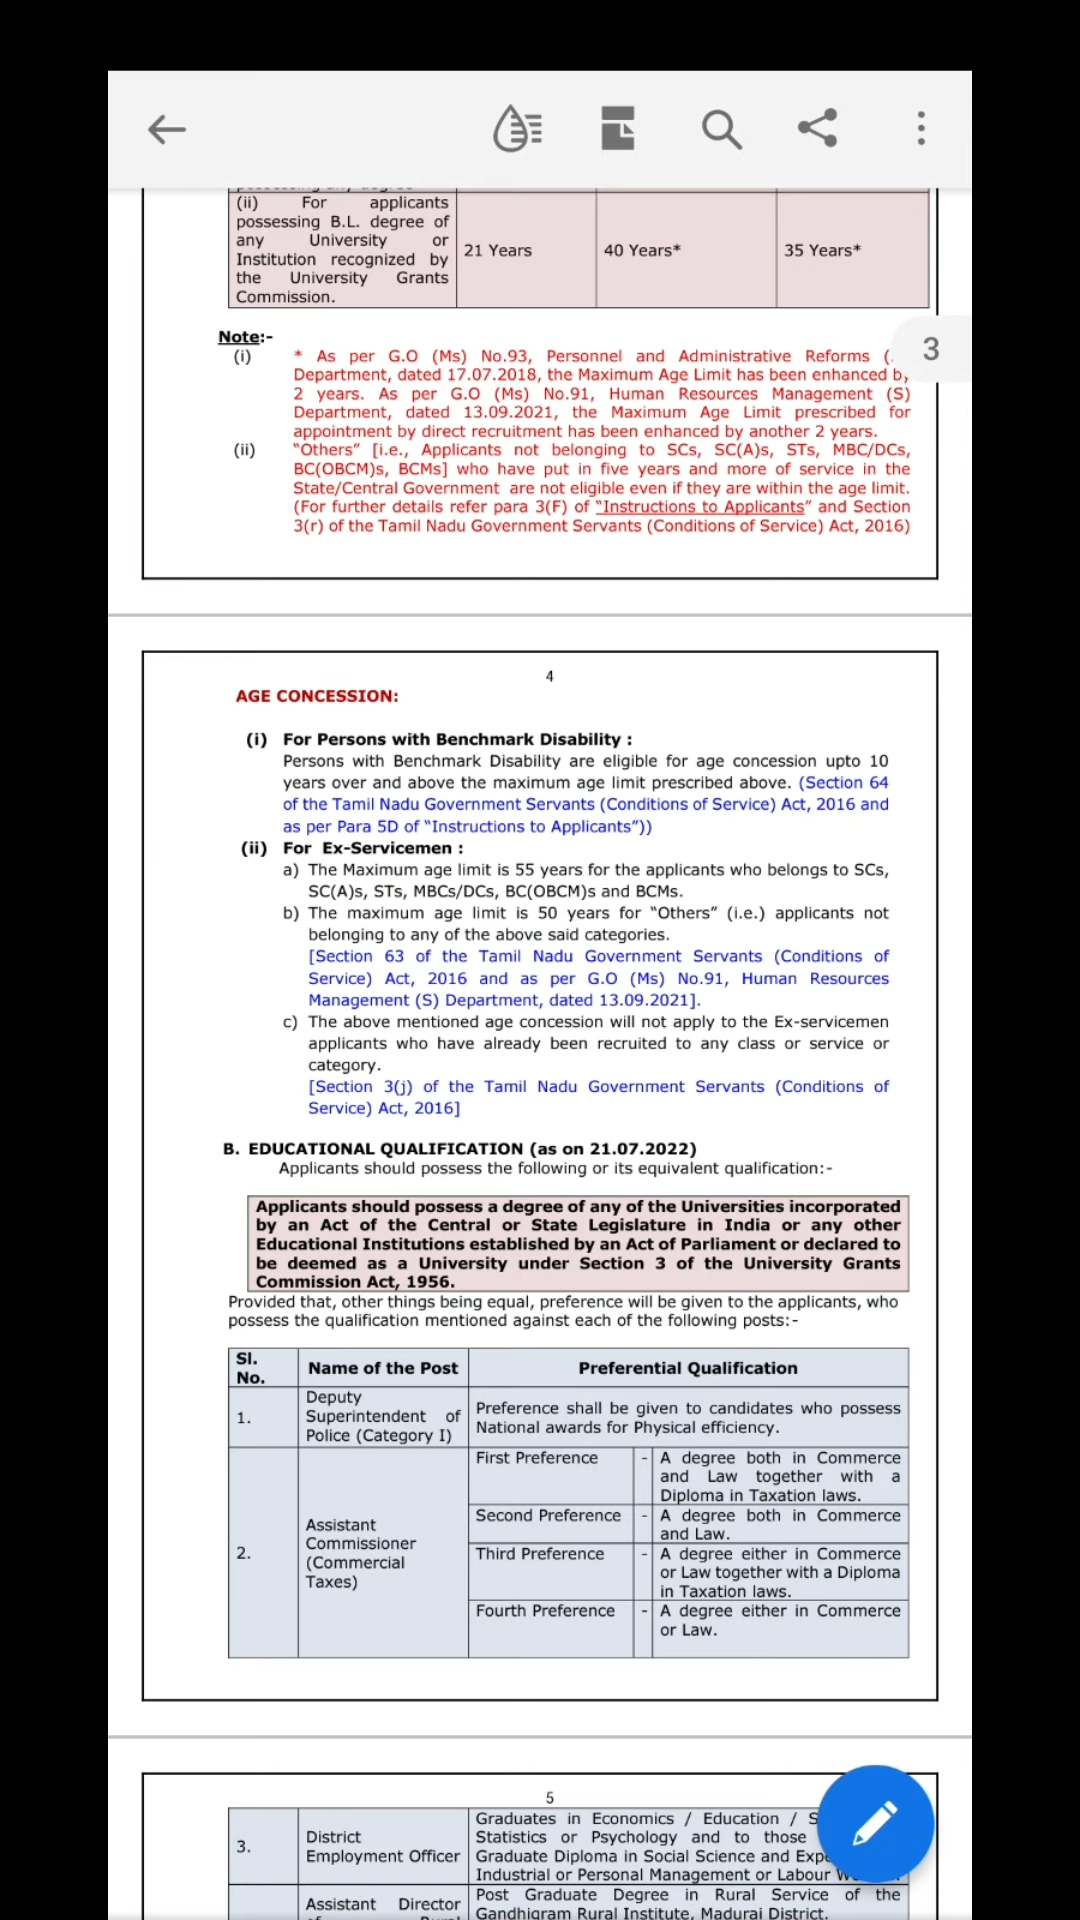 (ii) For applicants
possessing B.L. degree of
any University or
Institution recognized by
the University Grants
Commission.
21 Years
40 Years*
35 Years*
3
Note:-
(i) * As per G.O (Ms) No.93, Personnel and Administrative Reforms (
Department, dated 17.07.2018, the Maximum Age Limit has been enhanced by
2 years. As per G.O (Ms) No.91, Human Resources Management (S)
Department, dated 13.09.2021, the Maximum Age Limit prescribed for
appointment by direct recruitment has been enhanced by another 2 years.
(ii) "Others" [i.e., Applicants not belonging to SCs, SC(A)s, STs, MBC/DCs,
BC(OBCM)s, BCMs] who have put in five years and more of service in the
State/Central Government are not eligible even if they are within the age limit.
(For further details refer para 3(F) of "Instructions to Applicants" and Section
3(r) of the Tamil Nadu Government Servants (Conditions of Service) Act, 2016)
4
AGE CONCESSION:
(i) For Persons with Benchmark Disability :
Persons with Benchmark Disability are eligible for age concession upto 10
years over and above the maximum age limit prescribed above. (Section 64
of the Tamil Nadu Government Servants (Conditions of Service) Act, 2016 and
as per Para 5D of "Instructions to Applicants"))
(ii) For Ex-Servicemen :
a) The Maximum age limit is 55 years for the applicants who belongs to SCs,
SC(A)s, STs, MBCs/DCs, BC(OBCM)s and BCMs.
b) The maximum age limit is 50 years for "Others" (i.e.) applicants not
belonging to any of the above said categories.
[Section 63 of the Tamil Nadu Government Servants (Conditions of
Service) Act, 2016 and as per G.O (Ms) No.91, Human Resources
Management (S) Department, dated 13.09.2021].
c) The above mentioned age concession will not apply to the Ex-servicemen
applicants who have already been recruited to any class or service or
category.
[Section 3(j) of the Tamil Nadu Government Servants (Conditions of
Service) Act, 2016]
B. EDUCATIONAL QUALIFICATION (as on 21.07.2022)
Applicants should possess the following or its equivalent qualification:-
Applicants should possess a degree of any of the Universities incorporated
by an Act of the Central or State Legislature in India or any other
Educational Institutions established by an Act of Parliament or declared to
be deemed as a University under Section 3 of the University Grants
Commission Act, 1956.
Provided that, other things being equal, preference will be given to the applicants, who
possess the qualification mentioned against each of the following posts:-
Sl.
No.
Name of the Post
Preferential Qualification
1.
Deputy
Superintendent of
Police (Category I)
Preference shall be given to candidates who possess
National awards for Physical efficiency.
2.
Assistant
Commissioner
(Commercial
Taxes)
First Preference - A degree both in Commerce
and Law together with a
Diploma in Taxation laws.
Second Preference - A degree both in Commerce
and Law.
Third Preference - A degree either in Commerce
or Law together with a Diploma
in Taxation laws.
Fourth Preference - A degree either in Commerce
or Law.
5
3.
District
Employment Officer
Graduates in Economics / Education / S
Statistics or Psychology and to those
Graduate Diploma in Social Science and Exp
Industrial or Personal Management or Labour W
Assistant Director
Post Graduate Degree in Rural Service of the
Gandhigram Rural Institute, Madurai District.